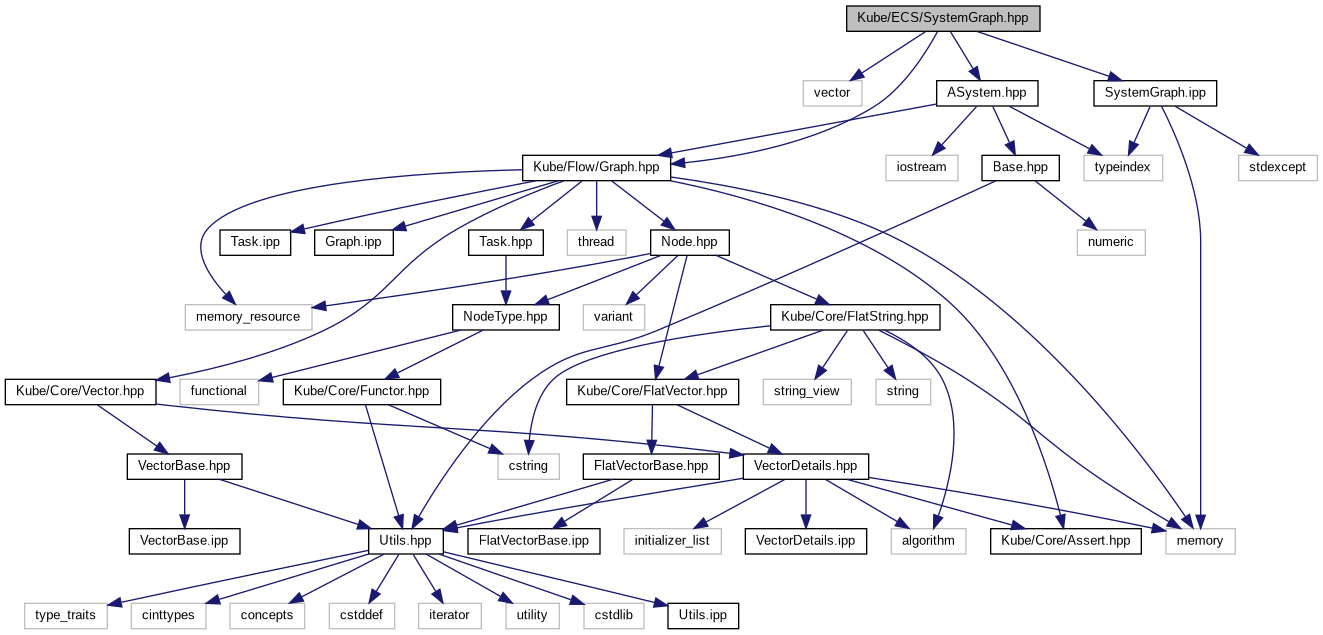 Kube/ECS/SystemGraph.hpp
vector
ASystem.hpp
SystemGraph.ipp
Kube/Flow/Graph.hpp
iostream
Base.hpp
typeindex
stdexcept
Task.ipp
Graph.ipp
Task.hpp
thread
Node.hpp
numeric
memory_resource
NodeType.hpp
variant
Kube/Core/FlatString.hpp
Kube/Core/Vector.hpp
functional
Kube/Core/Functor.hpp
Kube/Core/FlatVector.hpp
string_view
string
VectorBase.hpp
cstring
FlatVectorBase.hpp
VectorDetails.hpp
VectorBase.ipp
Utils.hpp
FlatVectorBase.ipp
initializer_list
VectorDetails.ipp
algorithm
Kube/Core/Assert.hpp
memory
type_traits
cinttypes
concepts
cstddef
iterator
utility
cstdlib
Utils.ipp